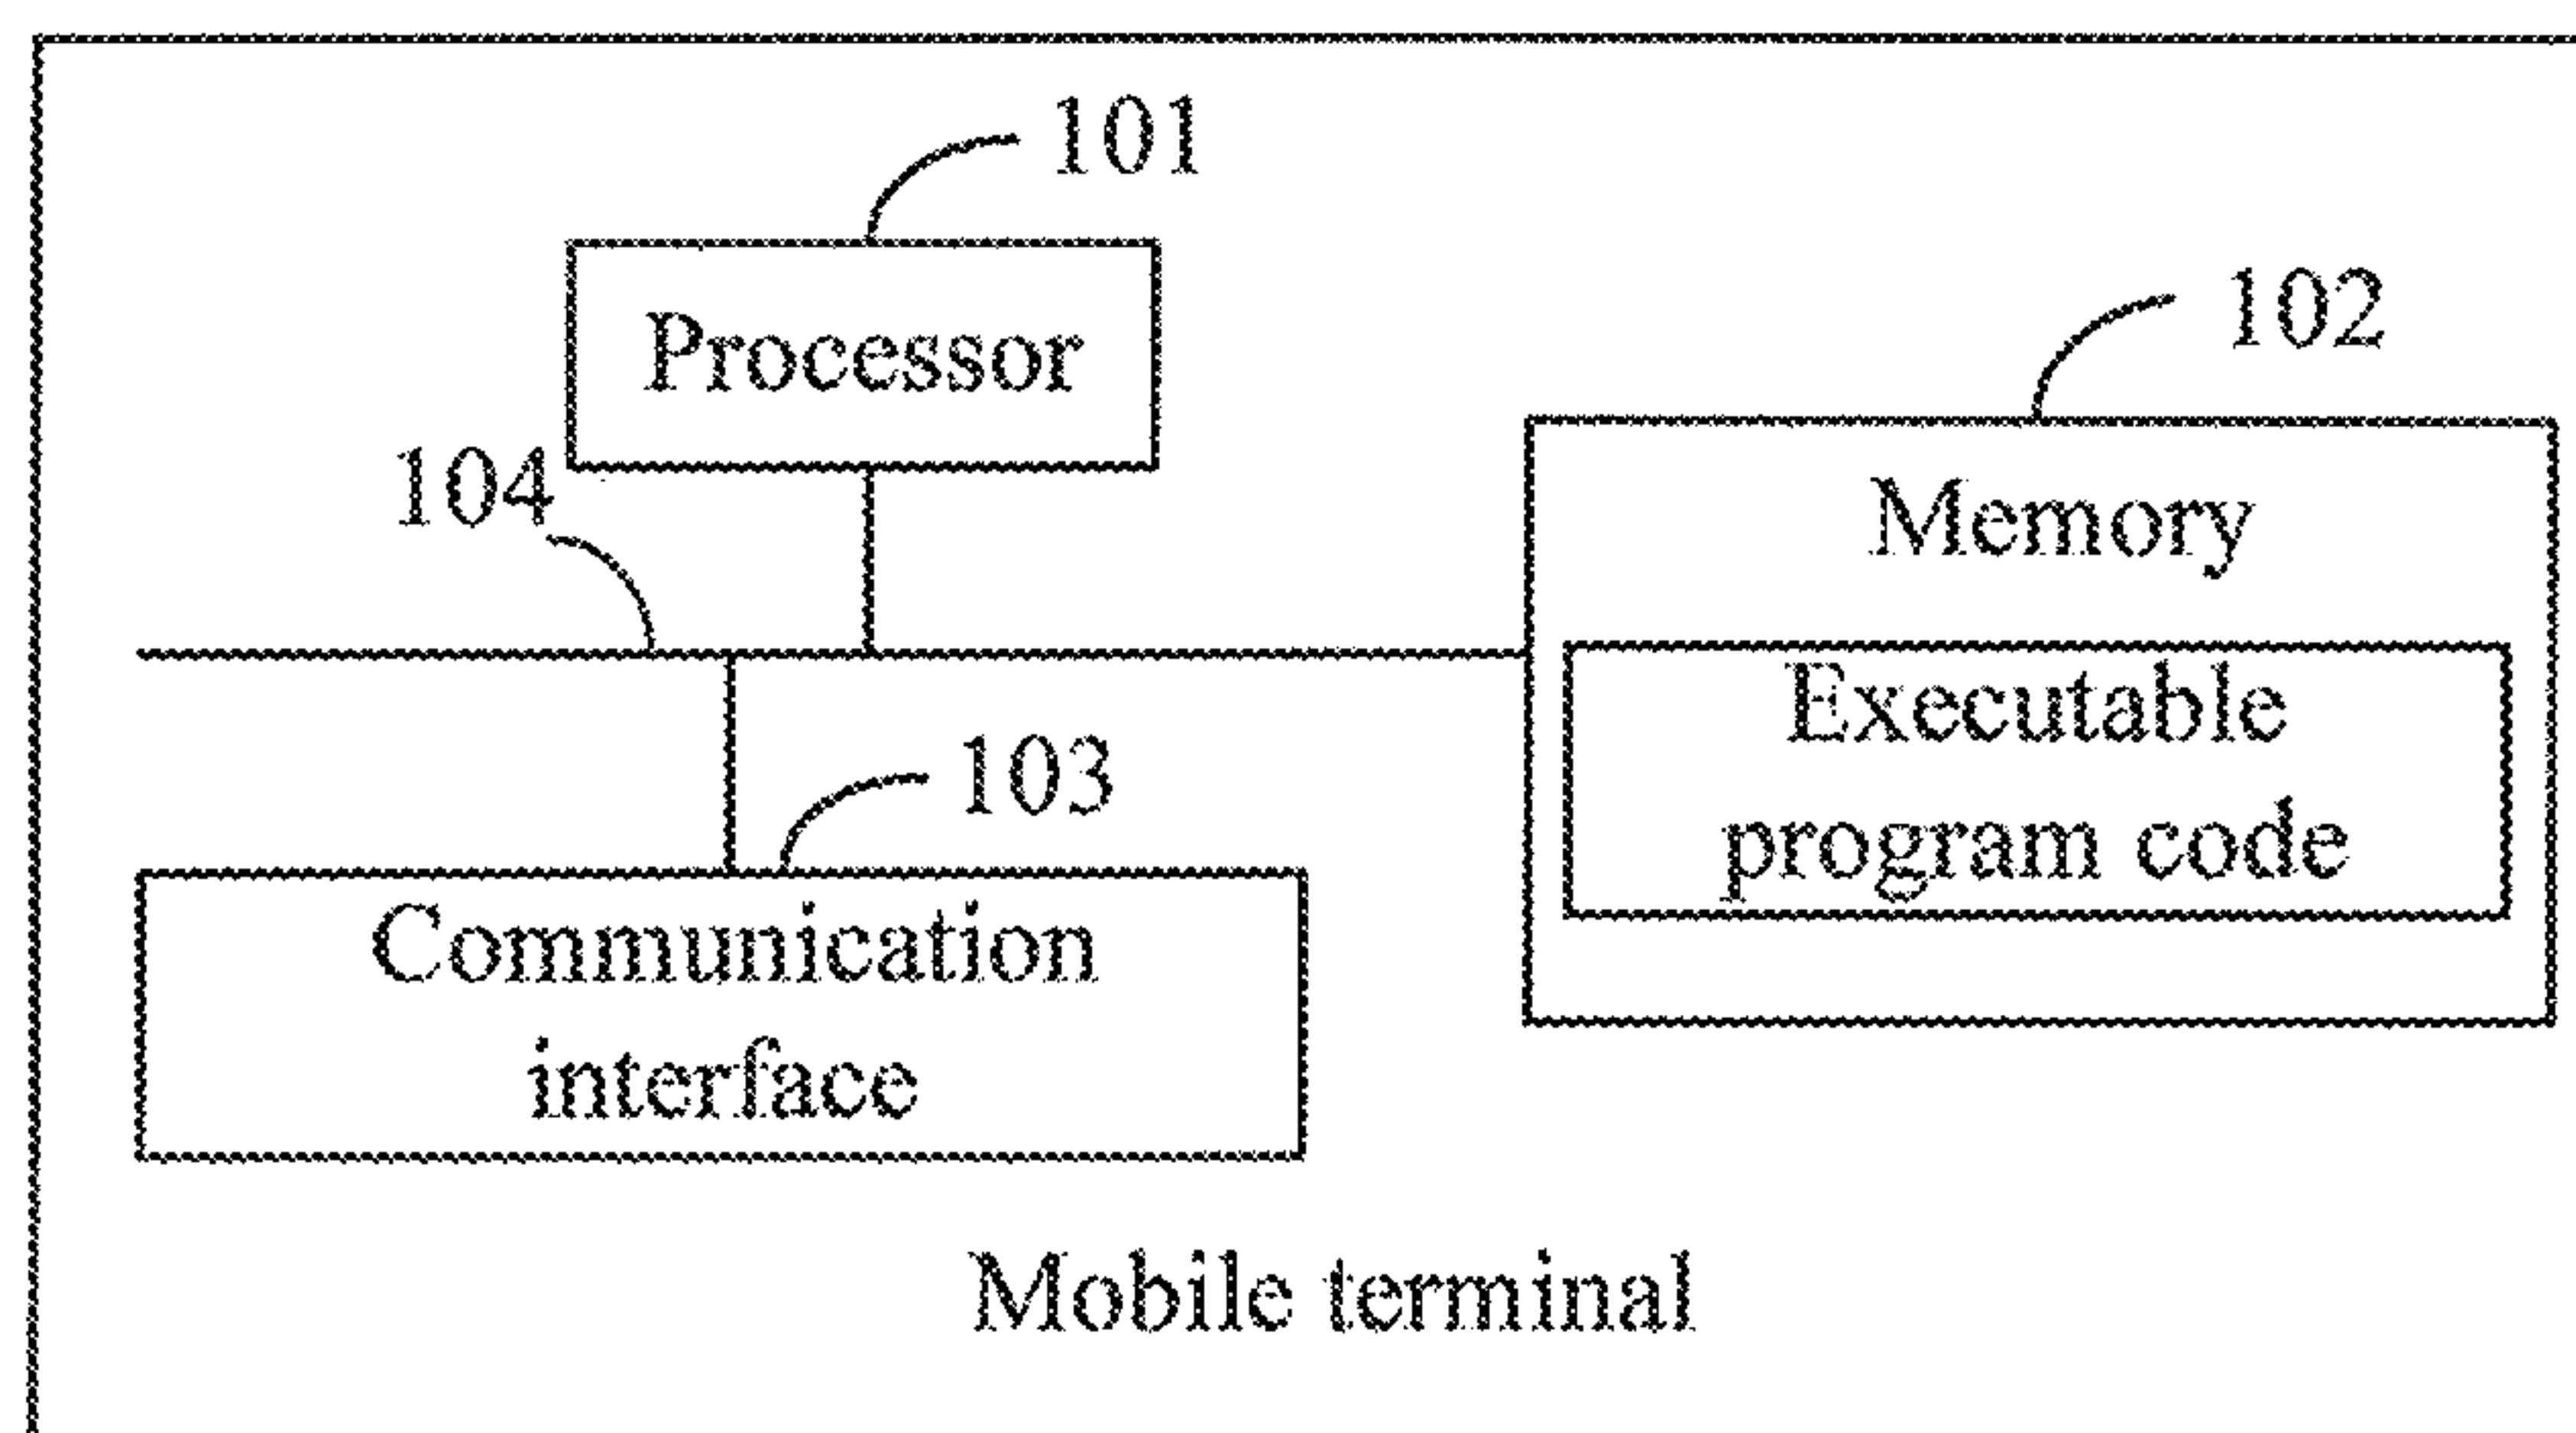 101
Processor
102
104
Memory
Executable
program code
103
Communication
interface
Mobile terminal